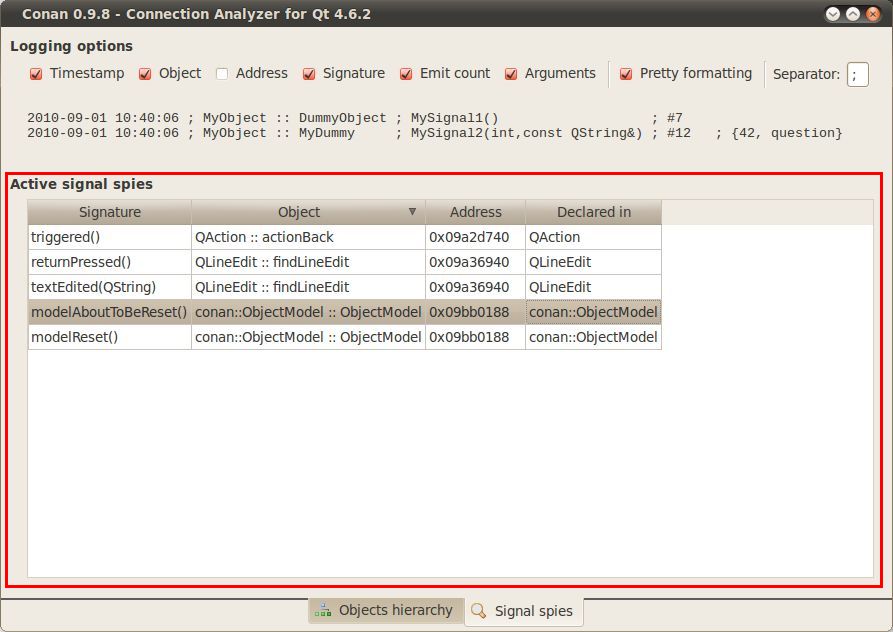 Conan 0.9.8 - Connection Analyzer for Qt 4.6.2
Logging options
Timestamp Object Address Signature Emit count Arguments Pretty formatting Separator: ;
2010-09-01 10:40:06 ; MyObject :: DummyObject ; MySignal1() ; #7
2010-09-01 10:40:06 ; MyObject :: MyDummy ; MySignal2(int,const QString&) ; #12 ; {42, question}
Active signal spies
Signature Object Address Declared in
triggered() QAction :: actionBack 0x09a2d740 QAction
returnPressed() QLineEdit :: findLineEdit 0x09a36940 QLineEdit
textEdited(QString) QLineEdit :: findLineEdit 0x09a36940 QLineEdit
modelAboutToBeReset() conan::ObjectModel :: ObjectModel 0x09bb0188 conan::ObjectModel
modelReset() conan::ObjectModel :: ObjectModel 0x09bb0188 conan::ObjectModel
Objects hierarchy Signal spies